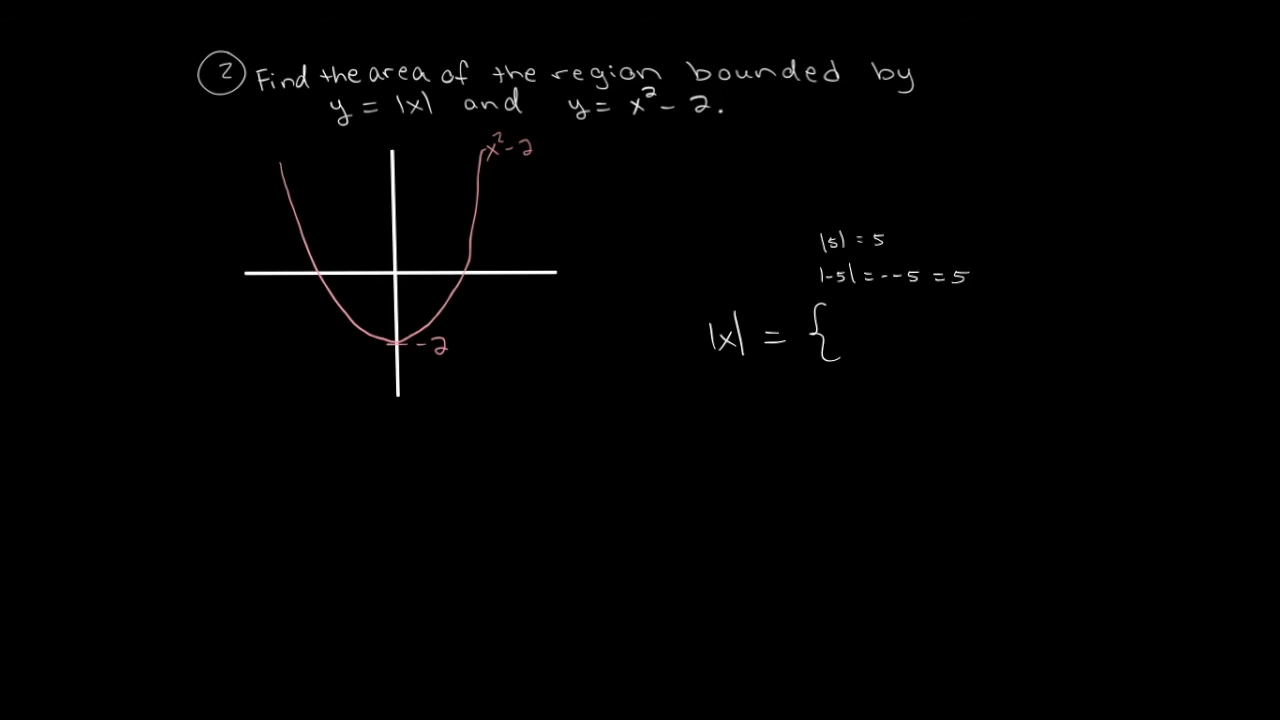 ② Find the area of the region bounded by
y = |x| and y = x² - 2.
x² - 2
|5| = 5
|-5| = --5 = 5
|x| = {
-2